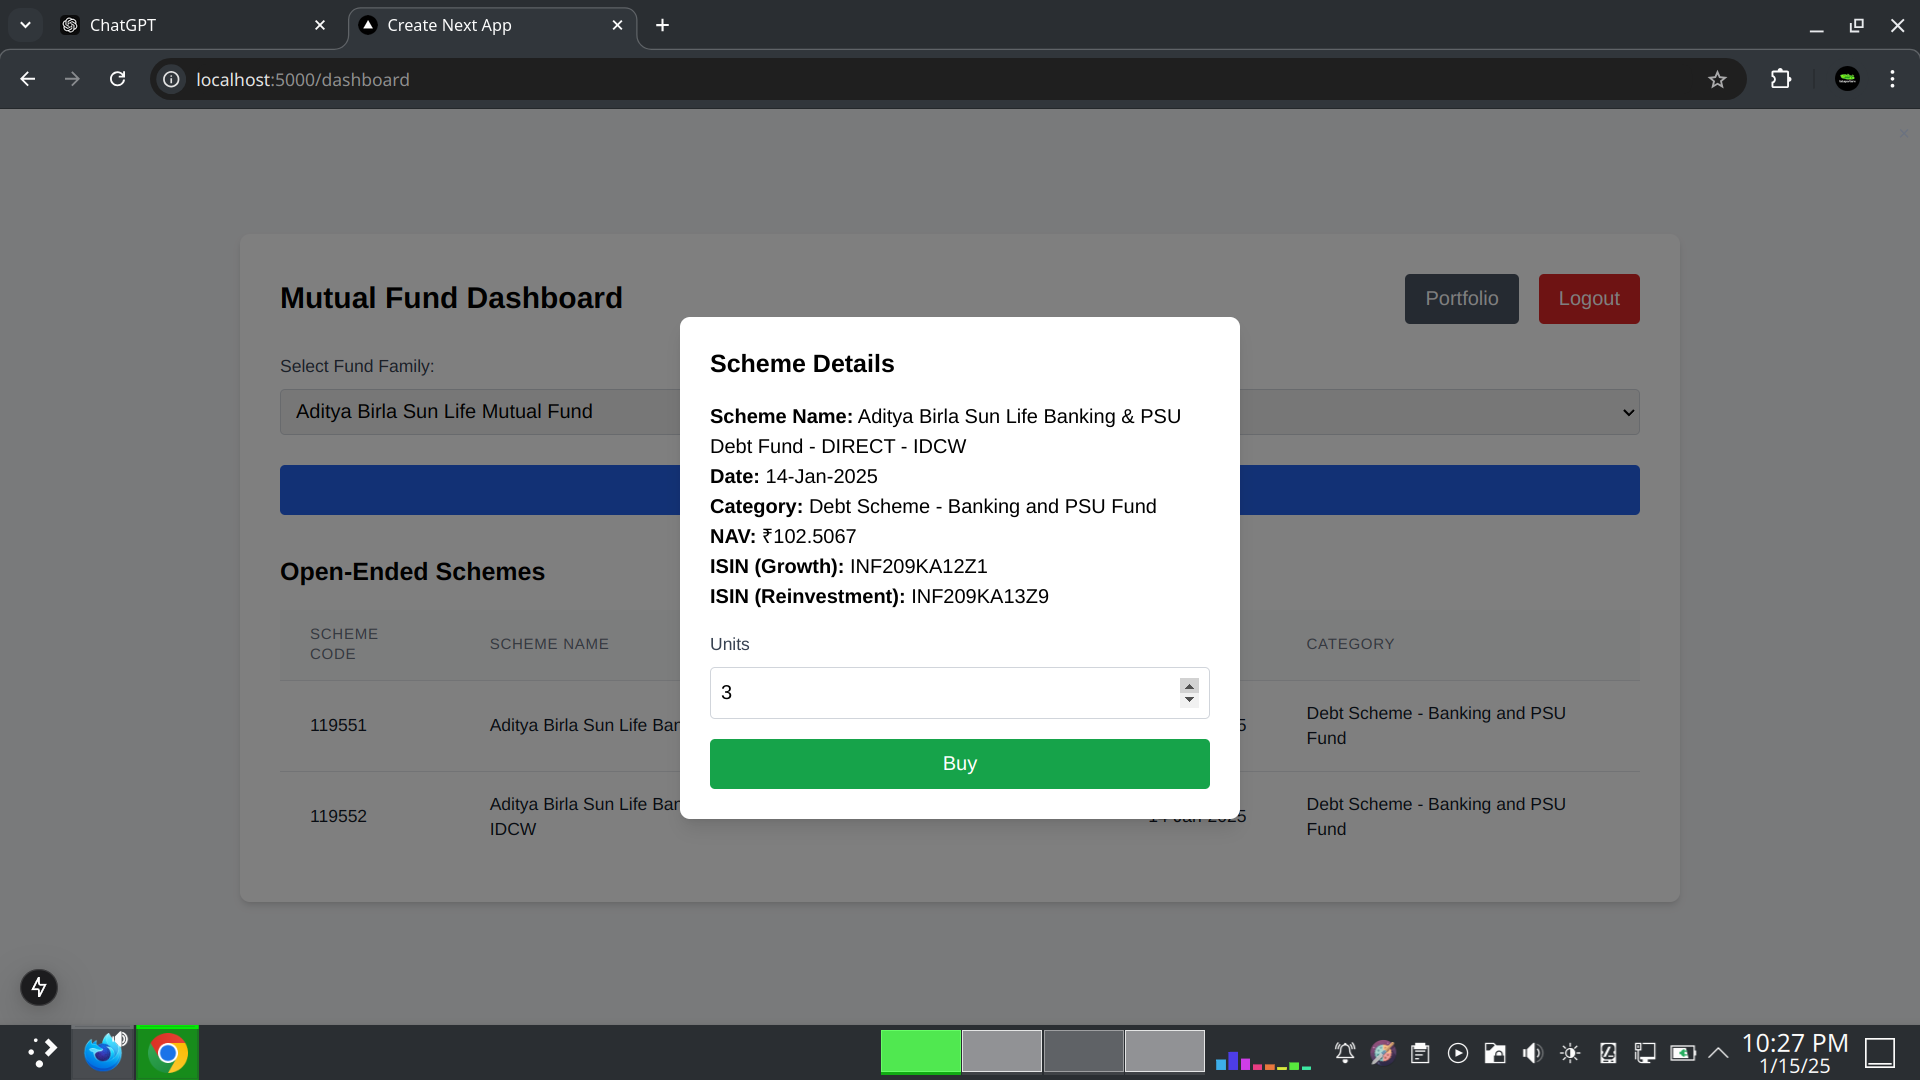 ChatGPT
Create Next App
localhost:5000/dashboard
Mutual Fund Dashboard
Portfolio
Logout
Select Fund Family:
Aditya Birla Sun Life Mutual Fund
Open-Ended Schemes
SCHEME CODE
SCHEME NAME
CATEGORY
119551
Aditya Birla Sun Life
Debt Scheme - Banking and PSU
Fund
119552
Aditya Birla Sun Life
IDCW
Debt Scheme - Banking and PSU
Fund
Scheme Details
Scheme Name: Aditya Birla Sun Life Banking & PSU
Debt Fund - DIRECT - IDCW
Date: 14-Jan-2025
Category: Debt Scheme - Banking and PSU Fund
NAV: ₹102.5067
ISIN (Growth): INF209KA12Z1
ISIN (Reinvestment): INF209KA13Z9
Units
3
Buy
10:27 PM
1/15/25